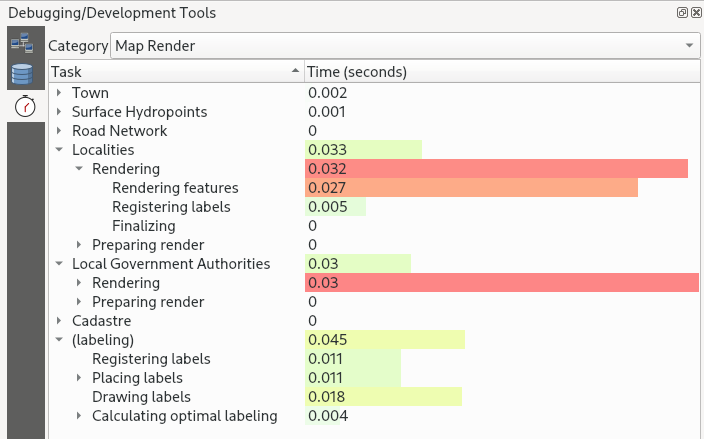 Debugging/Development Tools
Category Map Render
Task Time (seconds)
Town 0.002
Surface Hydropoints 0.001
Road Network 0
Localities 0.033
Rendering 0.032
Rendering features 0.027
Registering labels 0.005
Finalizing 0
Preparing render 0
Local Government Authorities 0.03
Rendering 0.03
Preparing render 0
Cadastre 0
(labeling) 0.045
Registering labels 0.011
Placing labels 0.011
Drawing labels 0.018
Calculating optimal labeling 0.004